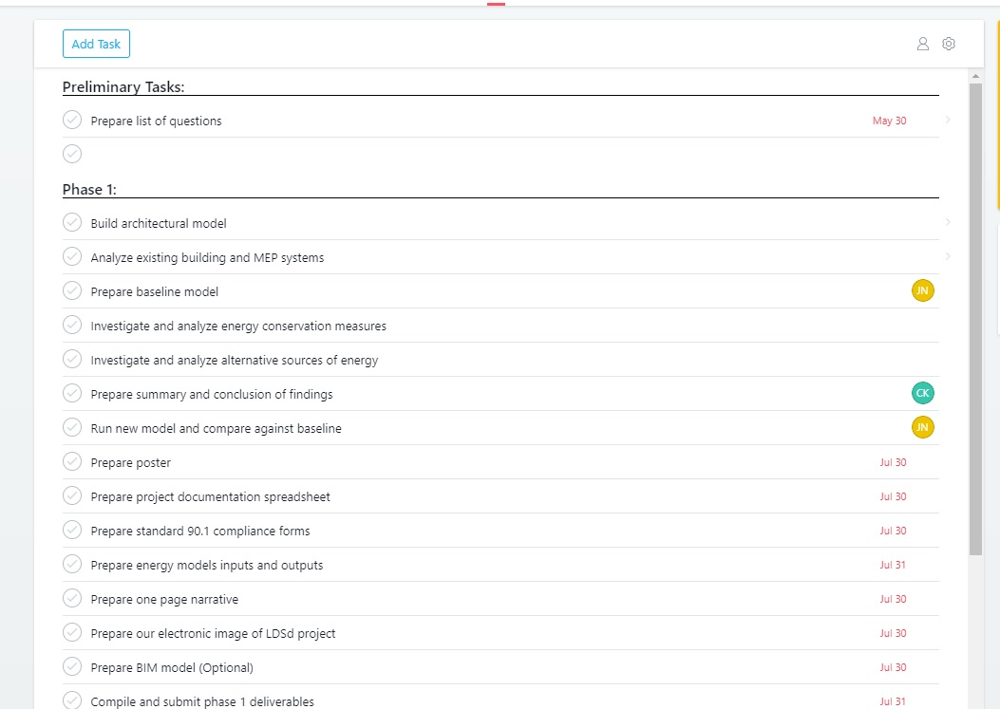 Add Task
Preliminary Tasks:
Prepare list of questions May 30
Phase 1:
Build architectural model
Analyze existing building and MEP systems
Prepare baseline model JN
Investigate and analyze energy conservation measures
Investigate and analyze alternative sources of energy
Prepare summary and conclusion of findings CK
Run new model and compare against baseline JN
Prepare poster Jul 30
Prepare project documentation spreadsheet Jul 30
Prepare standard 90.1 compliance forms Jul 30
Prepare energy models inputs and outputs Jul 31
Prepare one page narrative Jul 30
Prepare our electronic image of LDSd project Jul 30
Prepare BIM model (Optional) Jul 30
Compile and submit phase 1 deliverables Jul 31